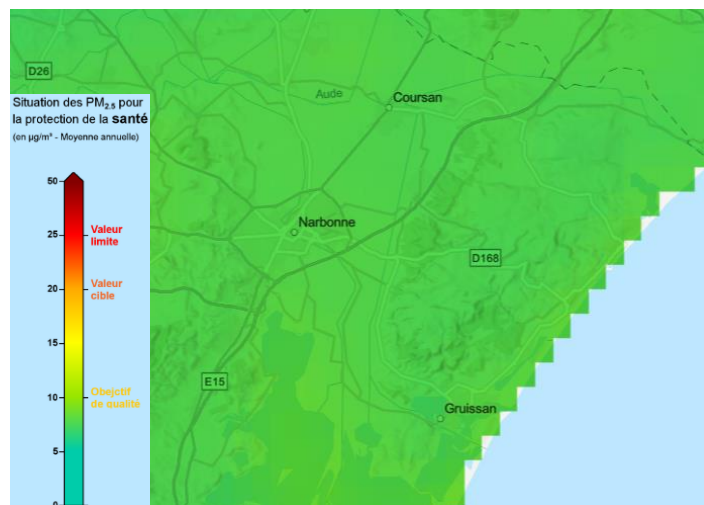 D26
Situation des PM2.5 pour
la protection de la santé
(en µg/m³ - Moyenne annuelle)
50
25
Valeur
limite
20
Valeur
cible
15
10
Obejctif
de qualité
5
0
Aude
Coursan
Narbonne
D168
E15
Gruissan